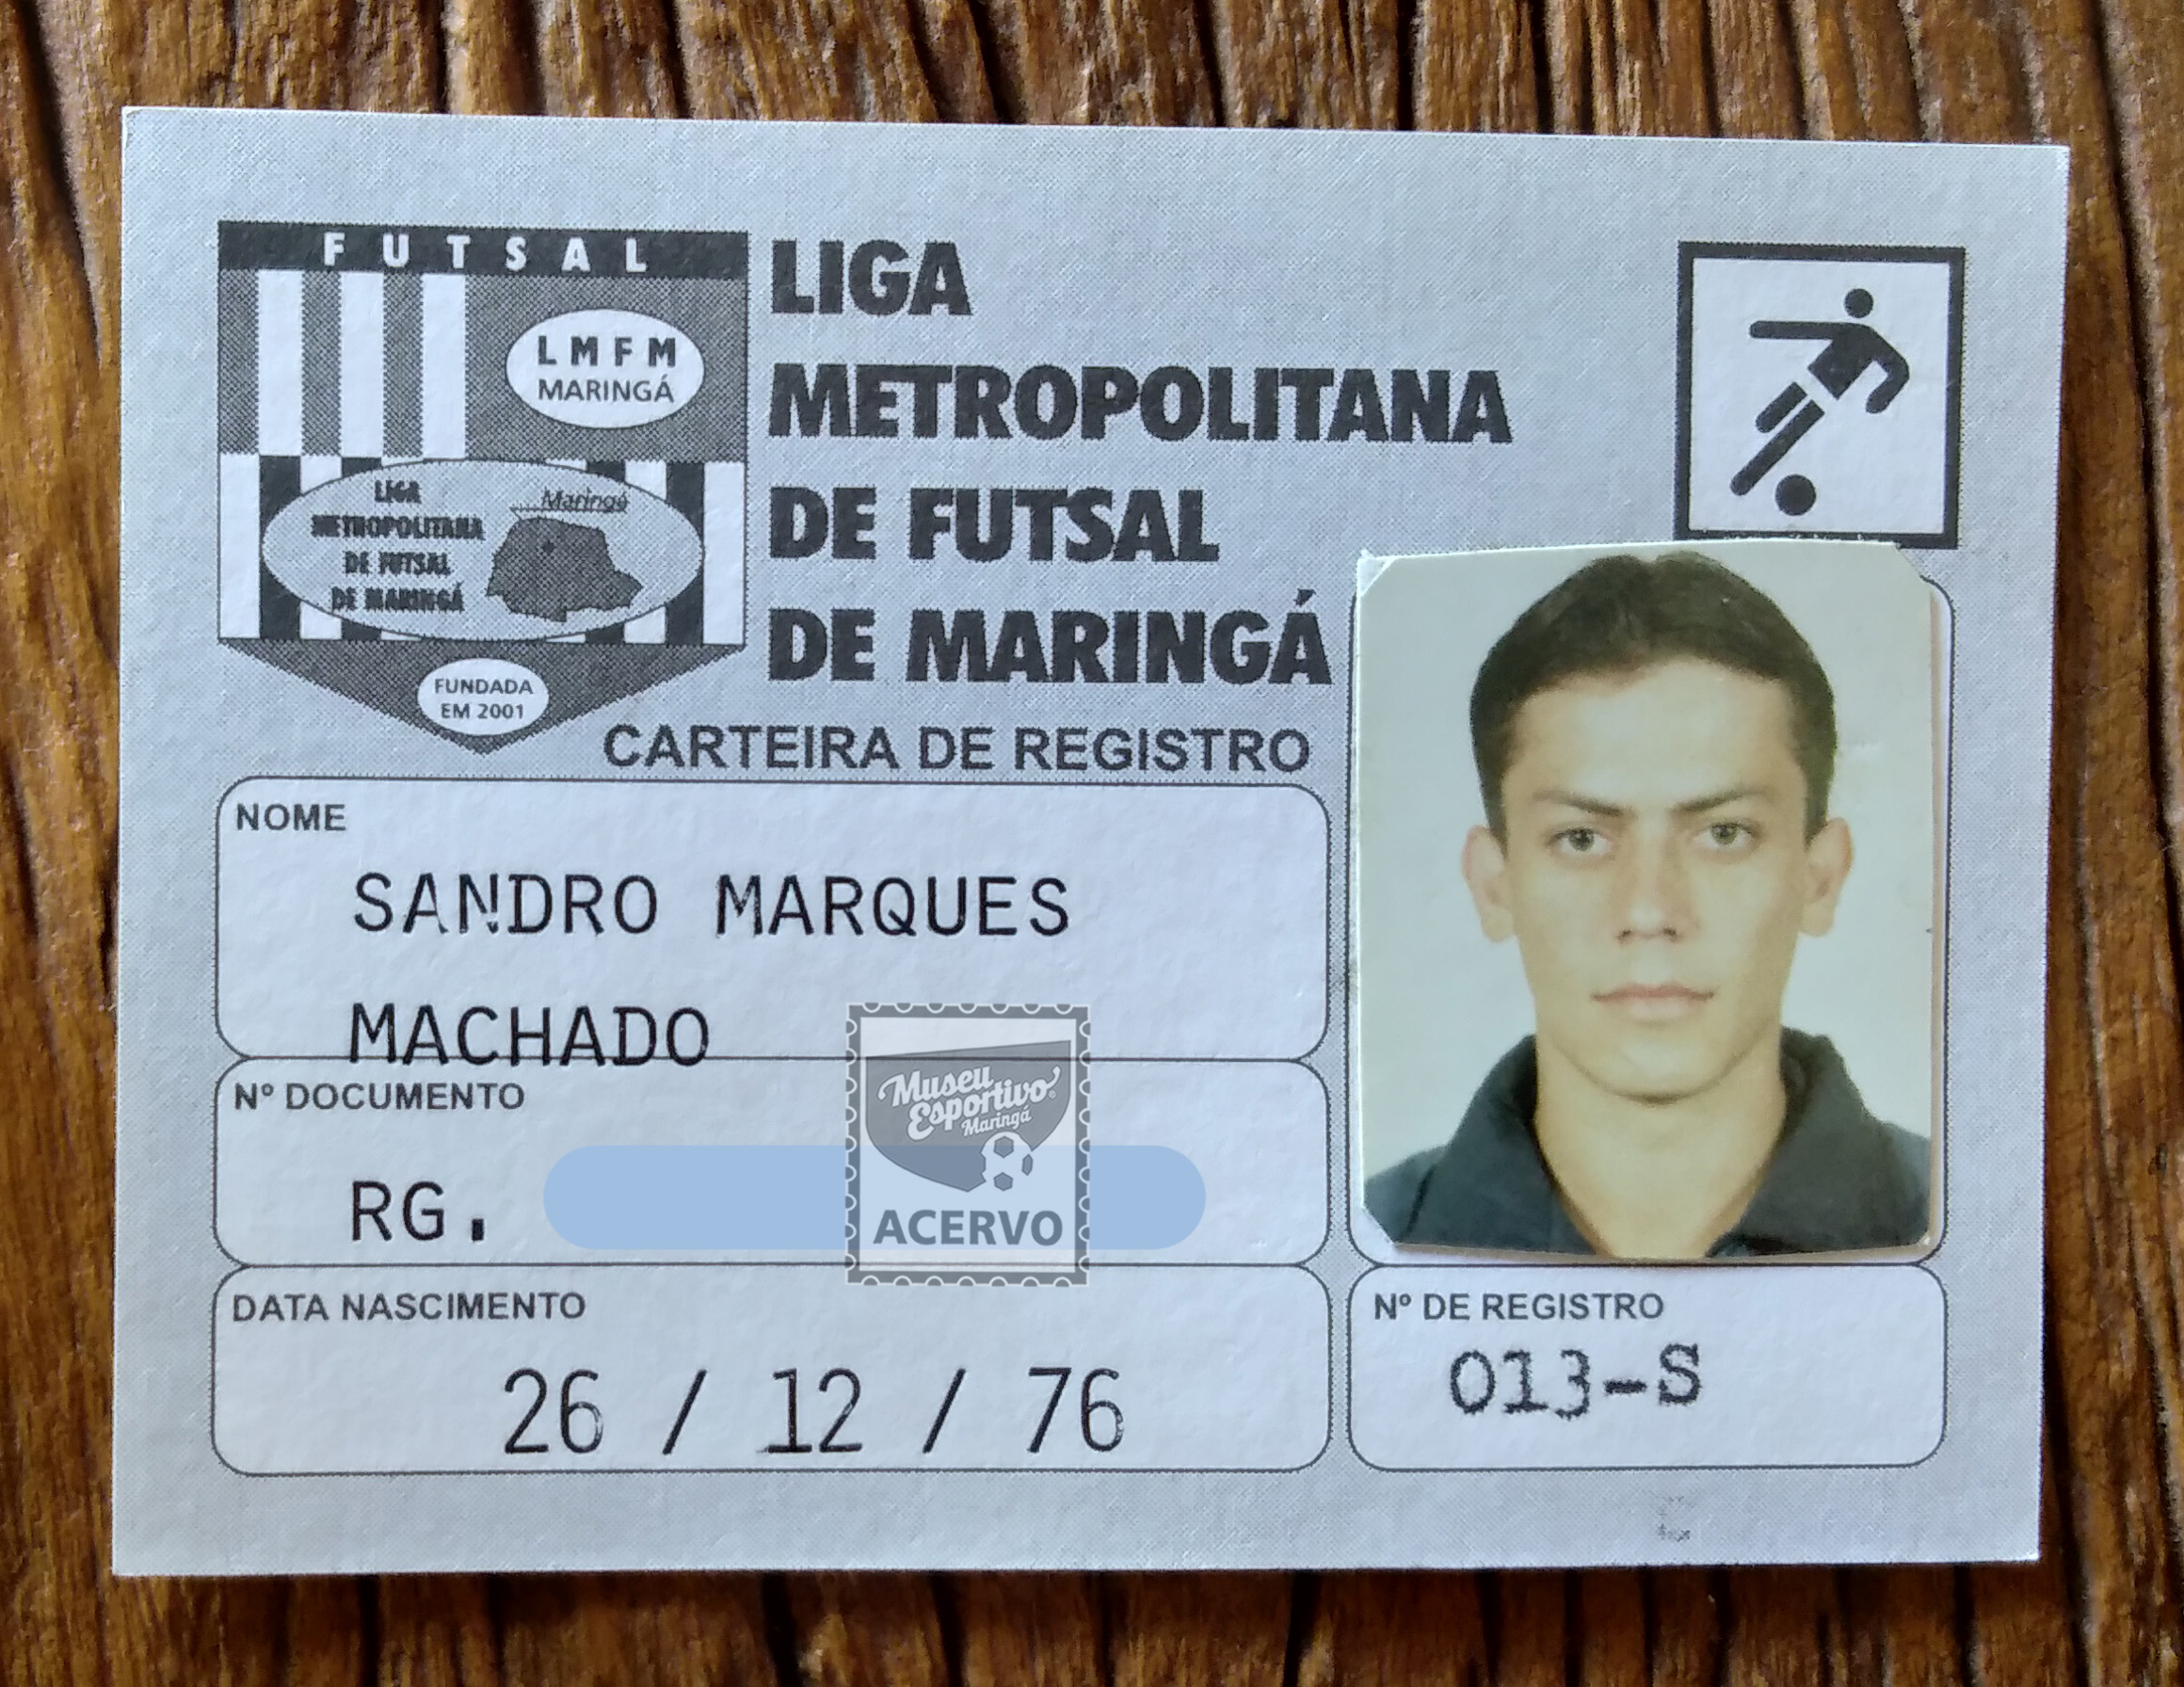 FUTSAL
LMFM
MARINGÁ
LIGA
METROPOLITANA
DE FUTSAL
DE MARINGÁ
Maringá
FUNDADA
EM 2001
LIGA
METROPOLITANA
DE FUTSAL
DE MARINGÁ
CARTEIRA DE REGISTRO
NOME
SANDRO MARQUES
MACHADO
Nº DOCUMENTO
RG.
Museu
Esportivo
Maringá
ACERVO
DATA NASCIMENTO
26 / 12 / 76
Nº DE REGISTRO
013-S